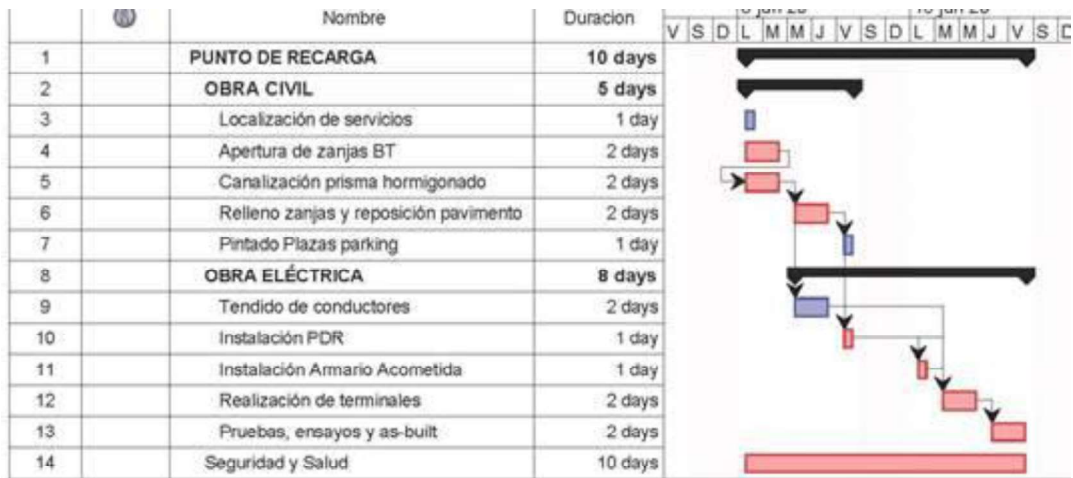 Nombre Duracion
V S D L M M J V S D L M M J V S D
1 PUNTO DE RECARGA 10 days
2 OBRA CIVIL 5 days
3 Localización de servicios 1 day
4 Apertura de zanjas BT 2 days
5 Canalización prisma hormigonado 2 days
6 Relleno zanjas y reposición pavimento 2 days
7 Pintado Plazas parking 1 day
8 OBRA ELÉCTRICA 8 days
9 Tendido de conductores 2 days
10 Instalación PDR 1 day
11 Instalación Armario Acometida 1 day
12 Realización de terminales 2 days
13 Pruebas, ensayos y as-built 2 days
14 Seguridad y Salud 10 days